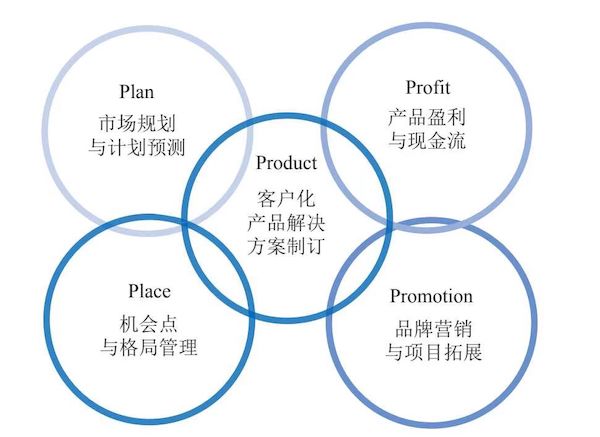 Plan
市场规划
与计划预测
Profit
产品盈利
与现金流
Product
客户化
产品解决
方案制订
Place
机会点
与格局管理
Promotion
品牌营销
与项目拓展